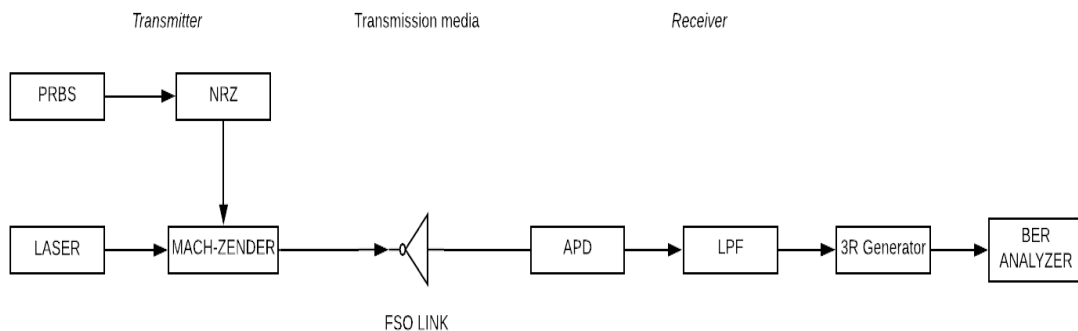 Transmitter
Transmission media
Receiver
PRBS
NRZ
LASER
MACH-ZENDER
APD
LPF
3R Generator
BER
ANALYZER
FSO LINK